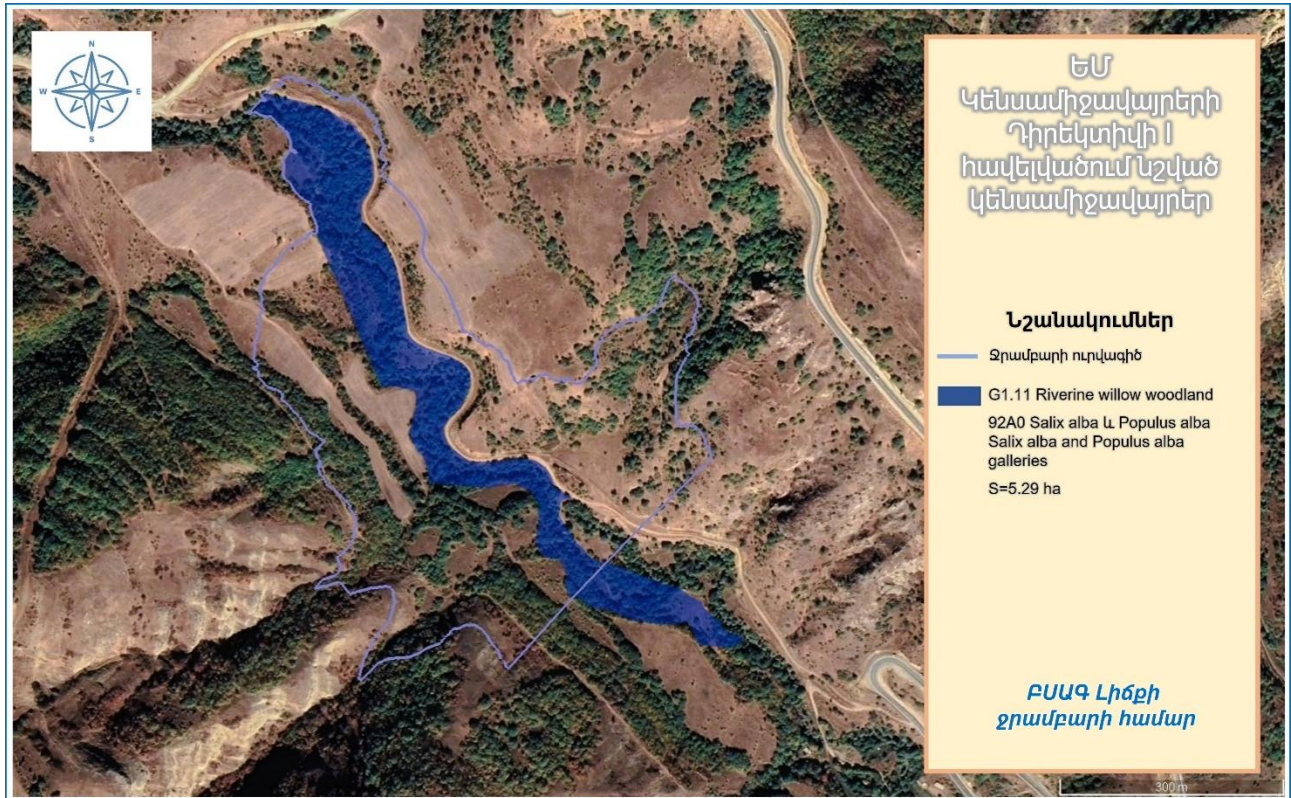 N
W
E
S
ԵՄ
Կենսամիջավայրերի
Դիրեկտիվի I
հավելվածում նշված
կենսամիջավայրեր
Նշանակումներ
Ջրամբարի ուրվագիծ
G1.11 Riverine willow woodland
92A0 Salix alba և Populus alba
Salix alba and Populus alba
galleries
S=5.29 ha
ԲՍԱԳ Լիճքի
ջրամբարի համար
300 m